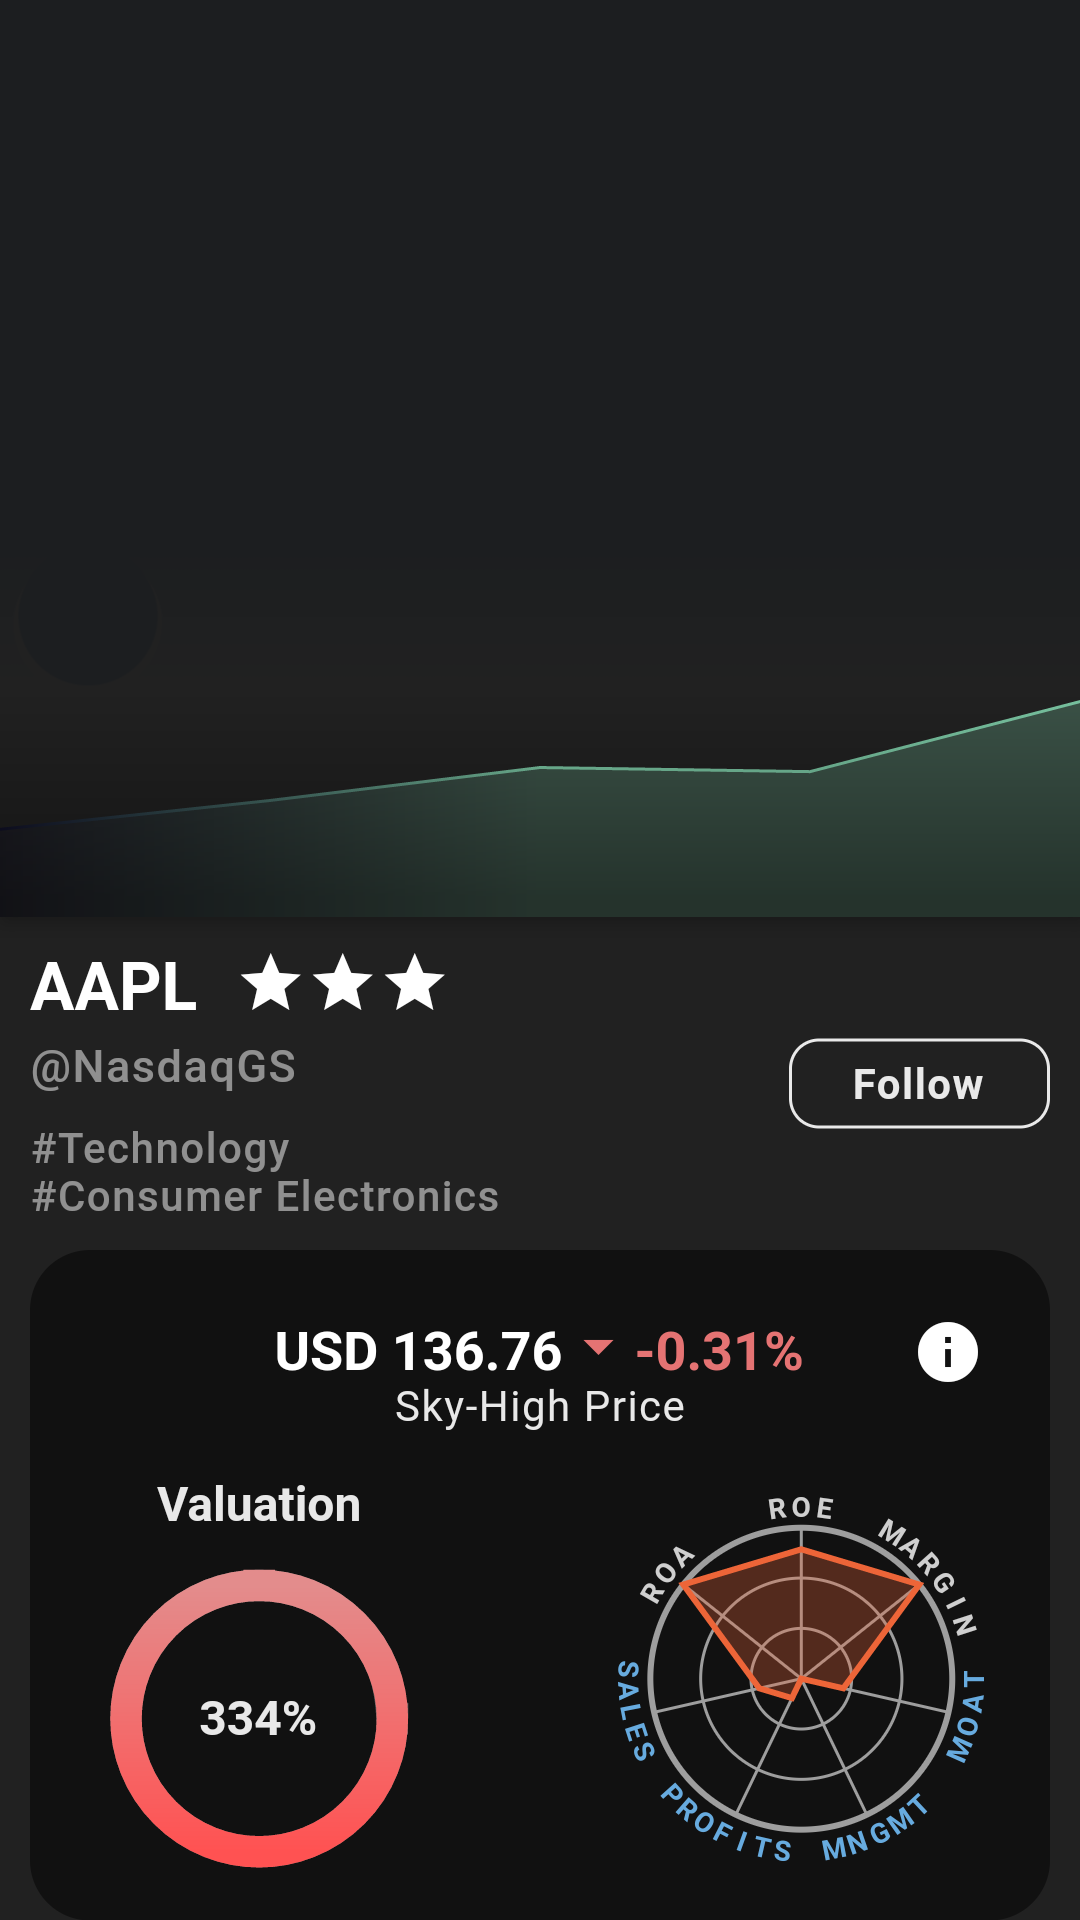 AAPL
@NasdaqGS
Follow
#Technology
#Consumer Electronics
USD 136.76 -0.31%
Sky-High Price
Valuation
334%
ROE
MARGIN
MOAT
MNGMT
PROFITS
SALES
ROA